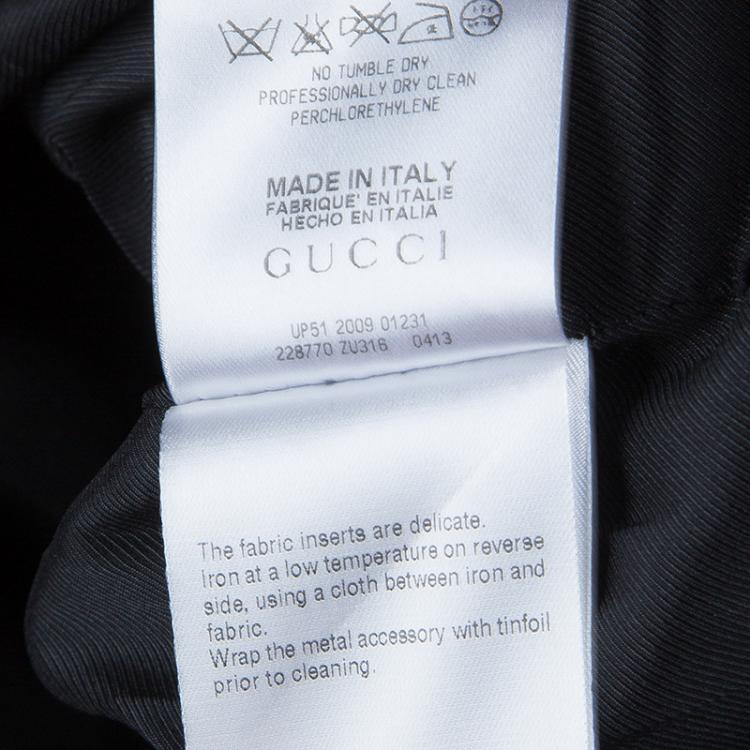 NO TUMBLE DRY
PROFESSIONALLY DRY CLEAN
PERCHLORETHYLENE
MADE IN ITALY
FABRIQUE' EN ITALIE
HECHO EN ITALIA
GUCCI
UP51 2009 01231
228770 ZU316 0413
The fabric inserts are delicate.
Iron at a low temperature on reverse
side, using a cloth between iron and
fabric.
Wrap the metal accessory with tinfoil
prior to cleaning.